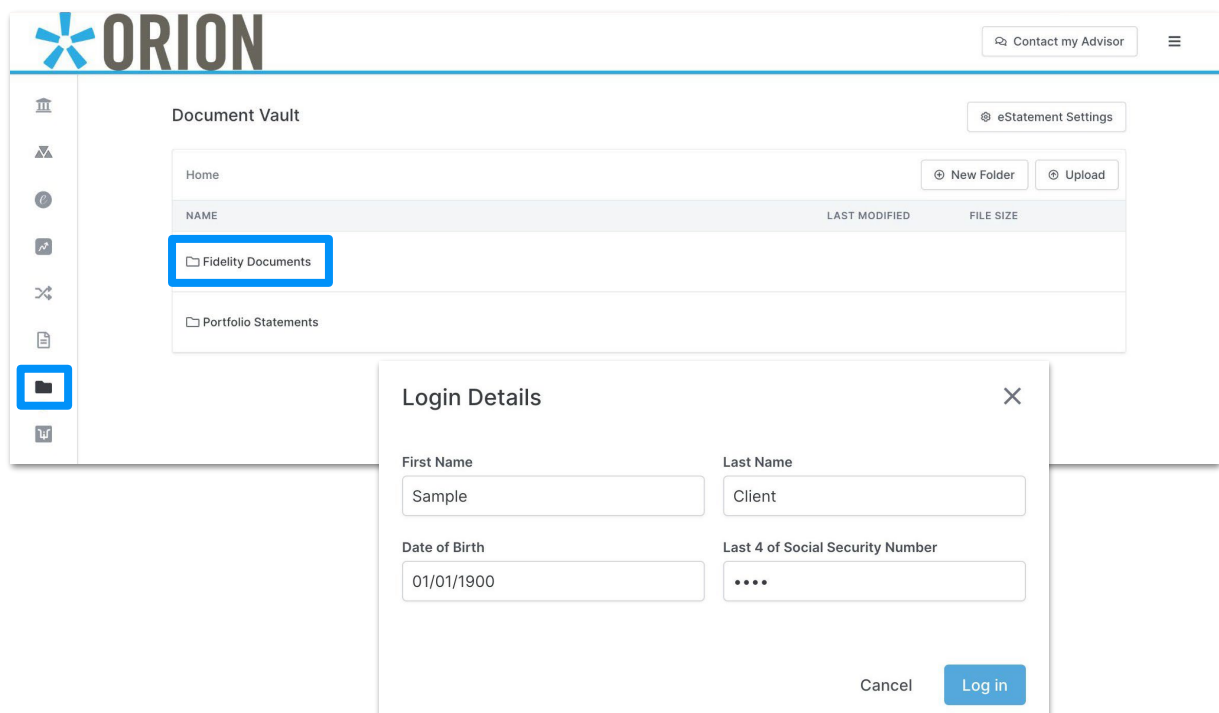 ORION
Contact my Advisor
Document Vault
eStatement Settings
Home
New Folder
Upload
NAME
LAST MODIFIED
FILE SIZE
Fidelity Documents
Portfolio Statements
Login Details
First Name
Last Name
Sample
Client
Date of Birth
Last 4 of Social Security Number
01/01/1900
••••
Cancel
Log in